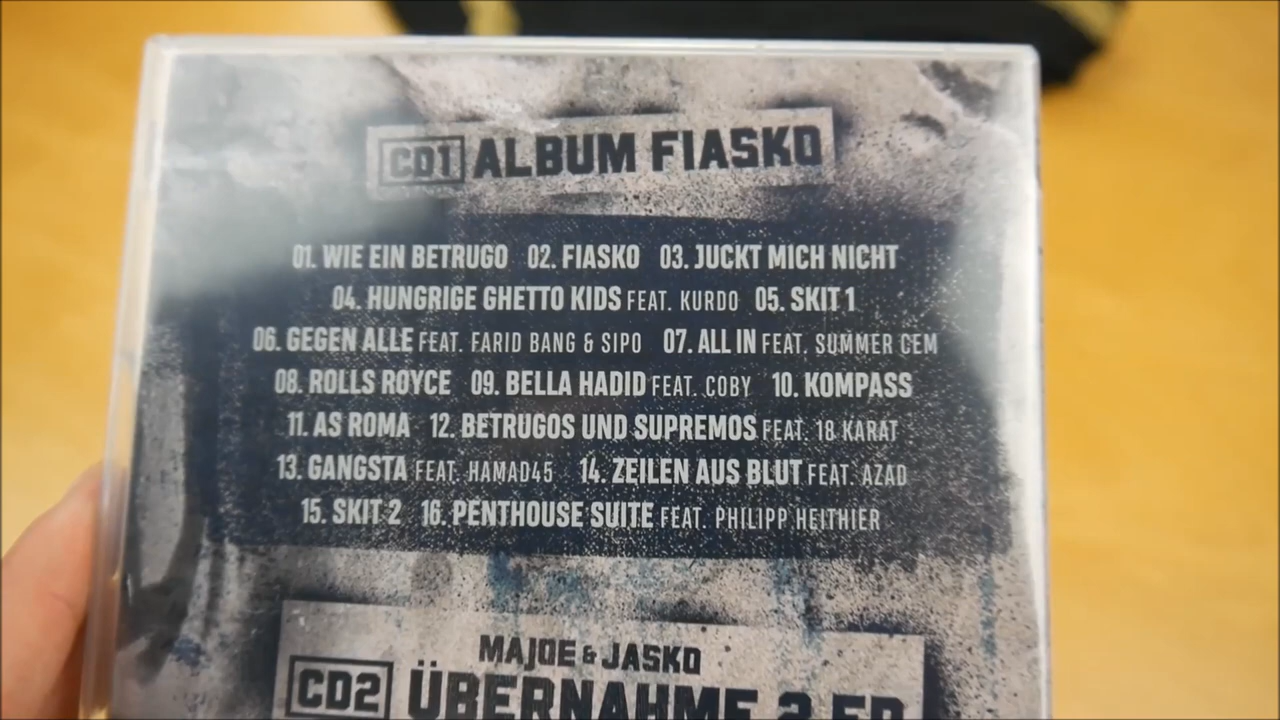 CD1 ALBUM FIASKO
01. WIE EIN BETRUGO 02. FIASKO 03. JUCKT MICH NICHT
04. HUNGRIGE GHETTO KIDS FEAT. KURDO 05. SKIT 1
06. GEGEN ALLE FEAT. FARID BANG & SIPO 07. ALL IN FEAT. SUMMER CEM
08. ROLLS ROYCE 09. BELLA HADID FEAT. COBY 10. KOMPASS
11. AS ROMA 12. BETRUGOS UND SUPREMOS FEAT. 18 KARAT
13. GANGSTA FEAT. HAMAD45 14. ZEILEN AUS BLUT FEAT. AZAD
15. SKIT 2 16. PENTHOUSE SUITE FEAT. PHILIPP HEITHIER
MAJOE & JASKO
CD2 ÜBERNAHME 2 EP